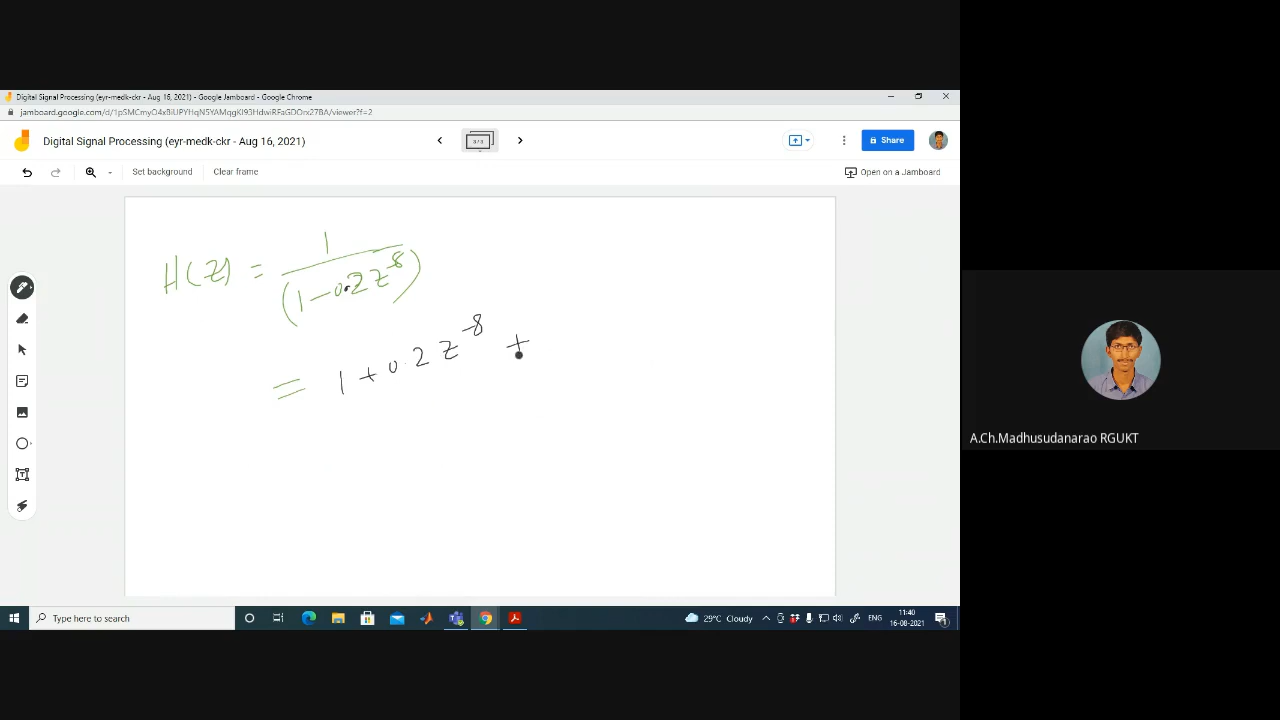 Digital Signal Processing (eyr-medk-ckr - Aug 16, 2021) - Google Jamboard - Google Chrome
Digital Signal Processing (eyr-medk-ckr - Aug 16, 2021)
Share
Set background
Clear frame
Open on a Jamboard
H(Z) = 1 / (1 - 0.2 z^-8)
= 1 + 0.2 z^-8 +
A.Ch.Madhusudanarao RGUKT
Type here to search
29°C Cloudy
ENG
11:40
16-08-2021